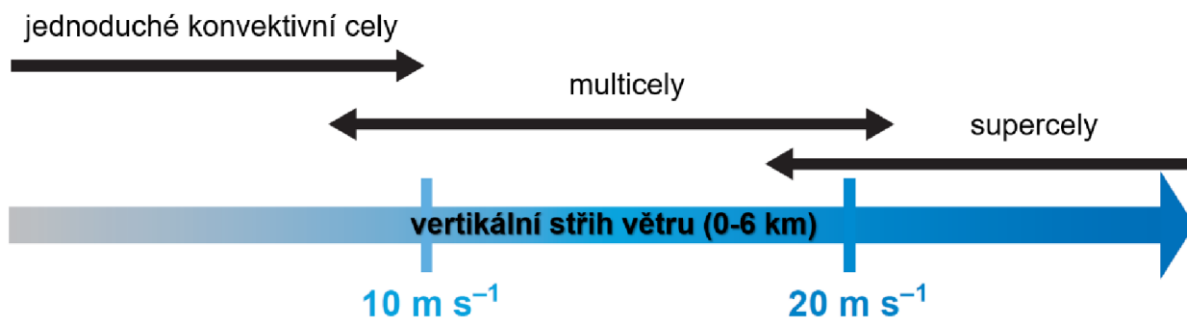 jednoduché konvektivní cely
multicely
supercely
vertikální střih větru (0-6 km)
10 m s⁻¹
20 m s⁻¹